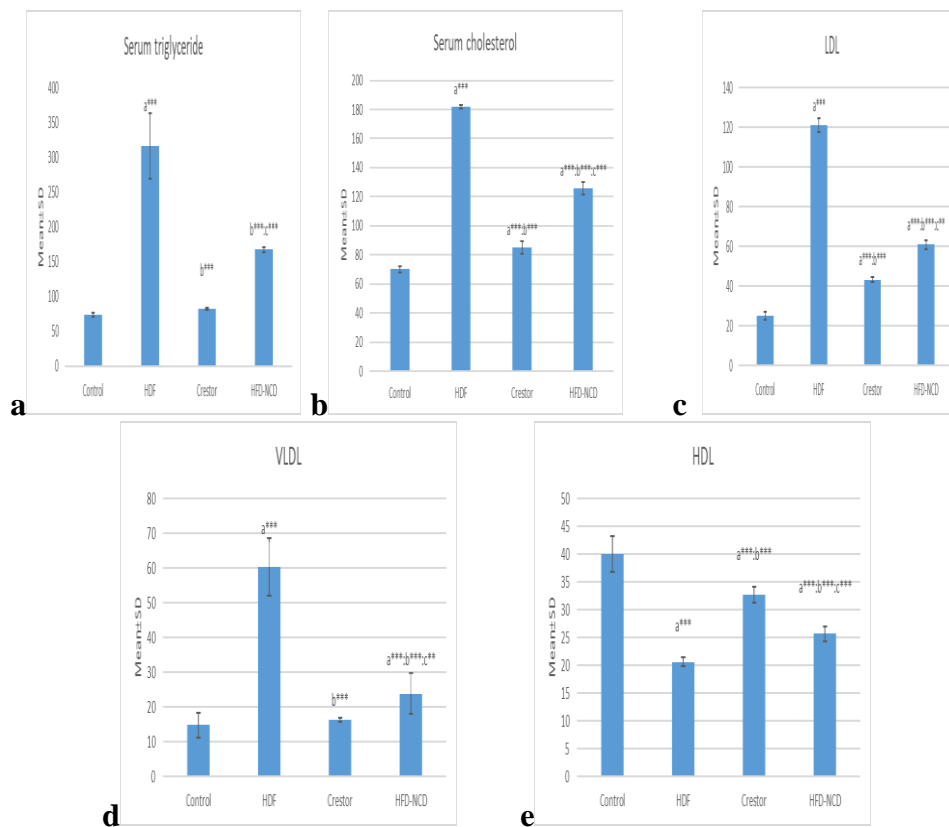 Serum triglyceride
400
350
300
250
200
150
100
50
0
Mean±SD
a***
b***
b***:c***
Control HDF Crestor HFD-NCD
a
Serum cholesterol
200
180
160
140
120
100
80
60
40
20
0
Mean±SD
a***
a***:b***
a***:b***:c***
Control HDF Crestor HFD-NCD
b
LDL
140
120
100
80
60
40
20
0
Mean±SD
a***
a***:b***
a***:b***:c**
Control HDF Crestor HFD-NCD
c
VLDL
80
70
60
50
40
30
20
10
0
Mean±SD
a***
b***
a***:b***:c**
Control HDF Crestor HFD-NCD
d
HDL
50
45
40
35
30
25
20
15
10
5
0
Mean±SD
a***
a***:b***
a***:b***:c***
Control HDF Crestor HFD-NCD
e